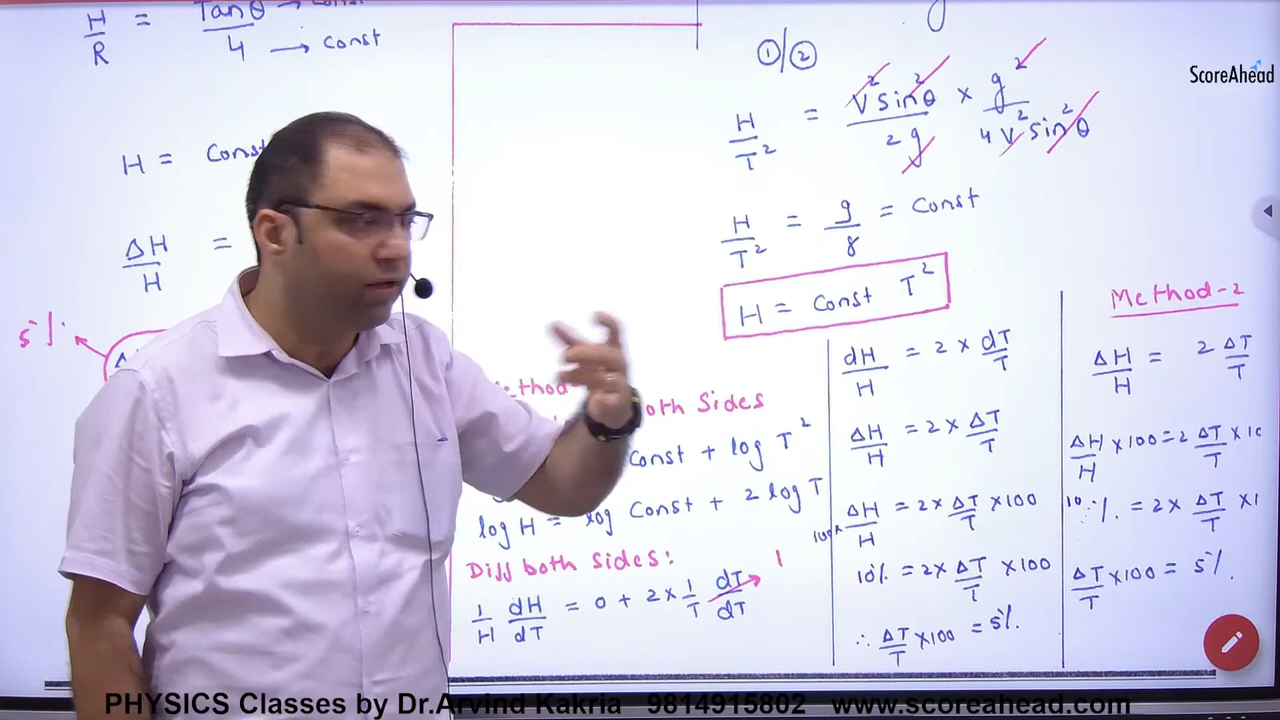 H/R = Tanθ/4 → const
H = Const
ΔH/H =
5%
①/②
H/T² = V²sin²θ/2g × g²/4V²sin²θ
H/T² = g/8 = Const
H = Const T²
both Sides
Const + log T²
log H = log Const + 2 log T
Diff both sides:
1/H dH/dT = 0 + 2× 1/T dT/dT 1
dH/H = 2 × dT/T
ΔH/H = 2 × ΔT/T
100× ΔH/H = 2× ΔT/T ×100
10% = 2× ΔT/T ×100
∴ ΔT/T ×100 = 5%
Method-2
ΔH/H = 2 ΔT/T
ΔH/H ×100 = 2 ΔT/T ×10
10% = 2× ΔT/T ×1
ΔT/T ×100 = 5%
ScoreAhead
PHYSICS Classes by Dr.Arvind Kakria 9814915802 www.scoreahead.com